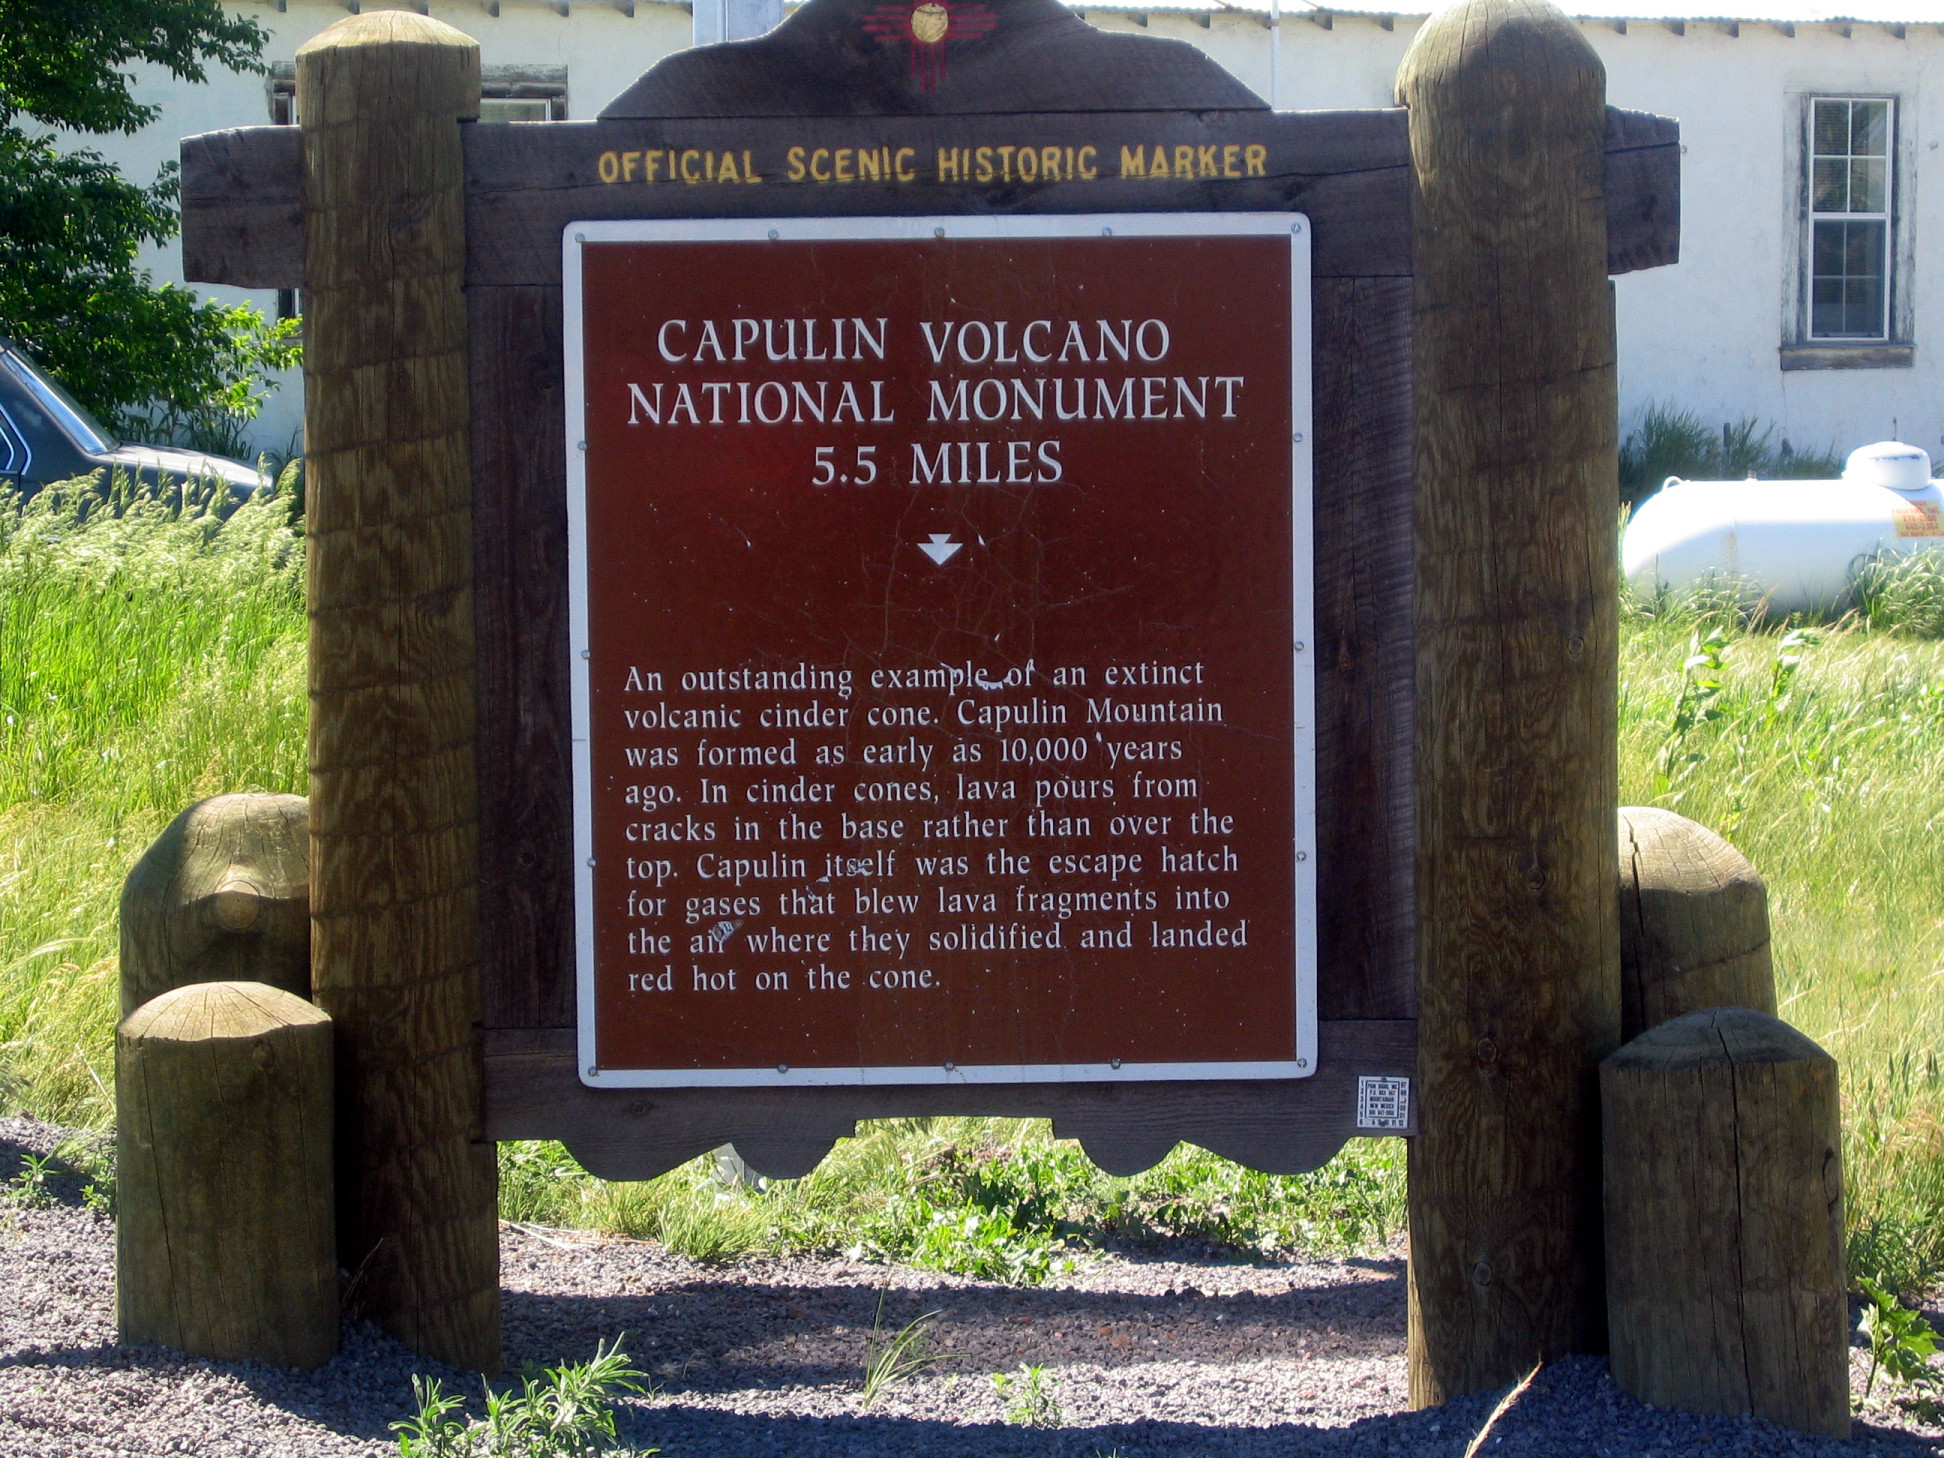 OFFICIAL SCENIC HISTORIC MARKER
CAPULIN VOLCANO
NATIONAL MONUMENT
5.5 MILES
An outstanding example of an extinct
volcanic cinder cone. Capulin Mountain
was formed as early as 10,000 years
ago. In cinder cones, lava pours from
cracks in the base rather than over the
top. Capulin itself was the escape hatch
for gases that blew lava fragments into
the air where they solidified and landed
red hot on the cone.